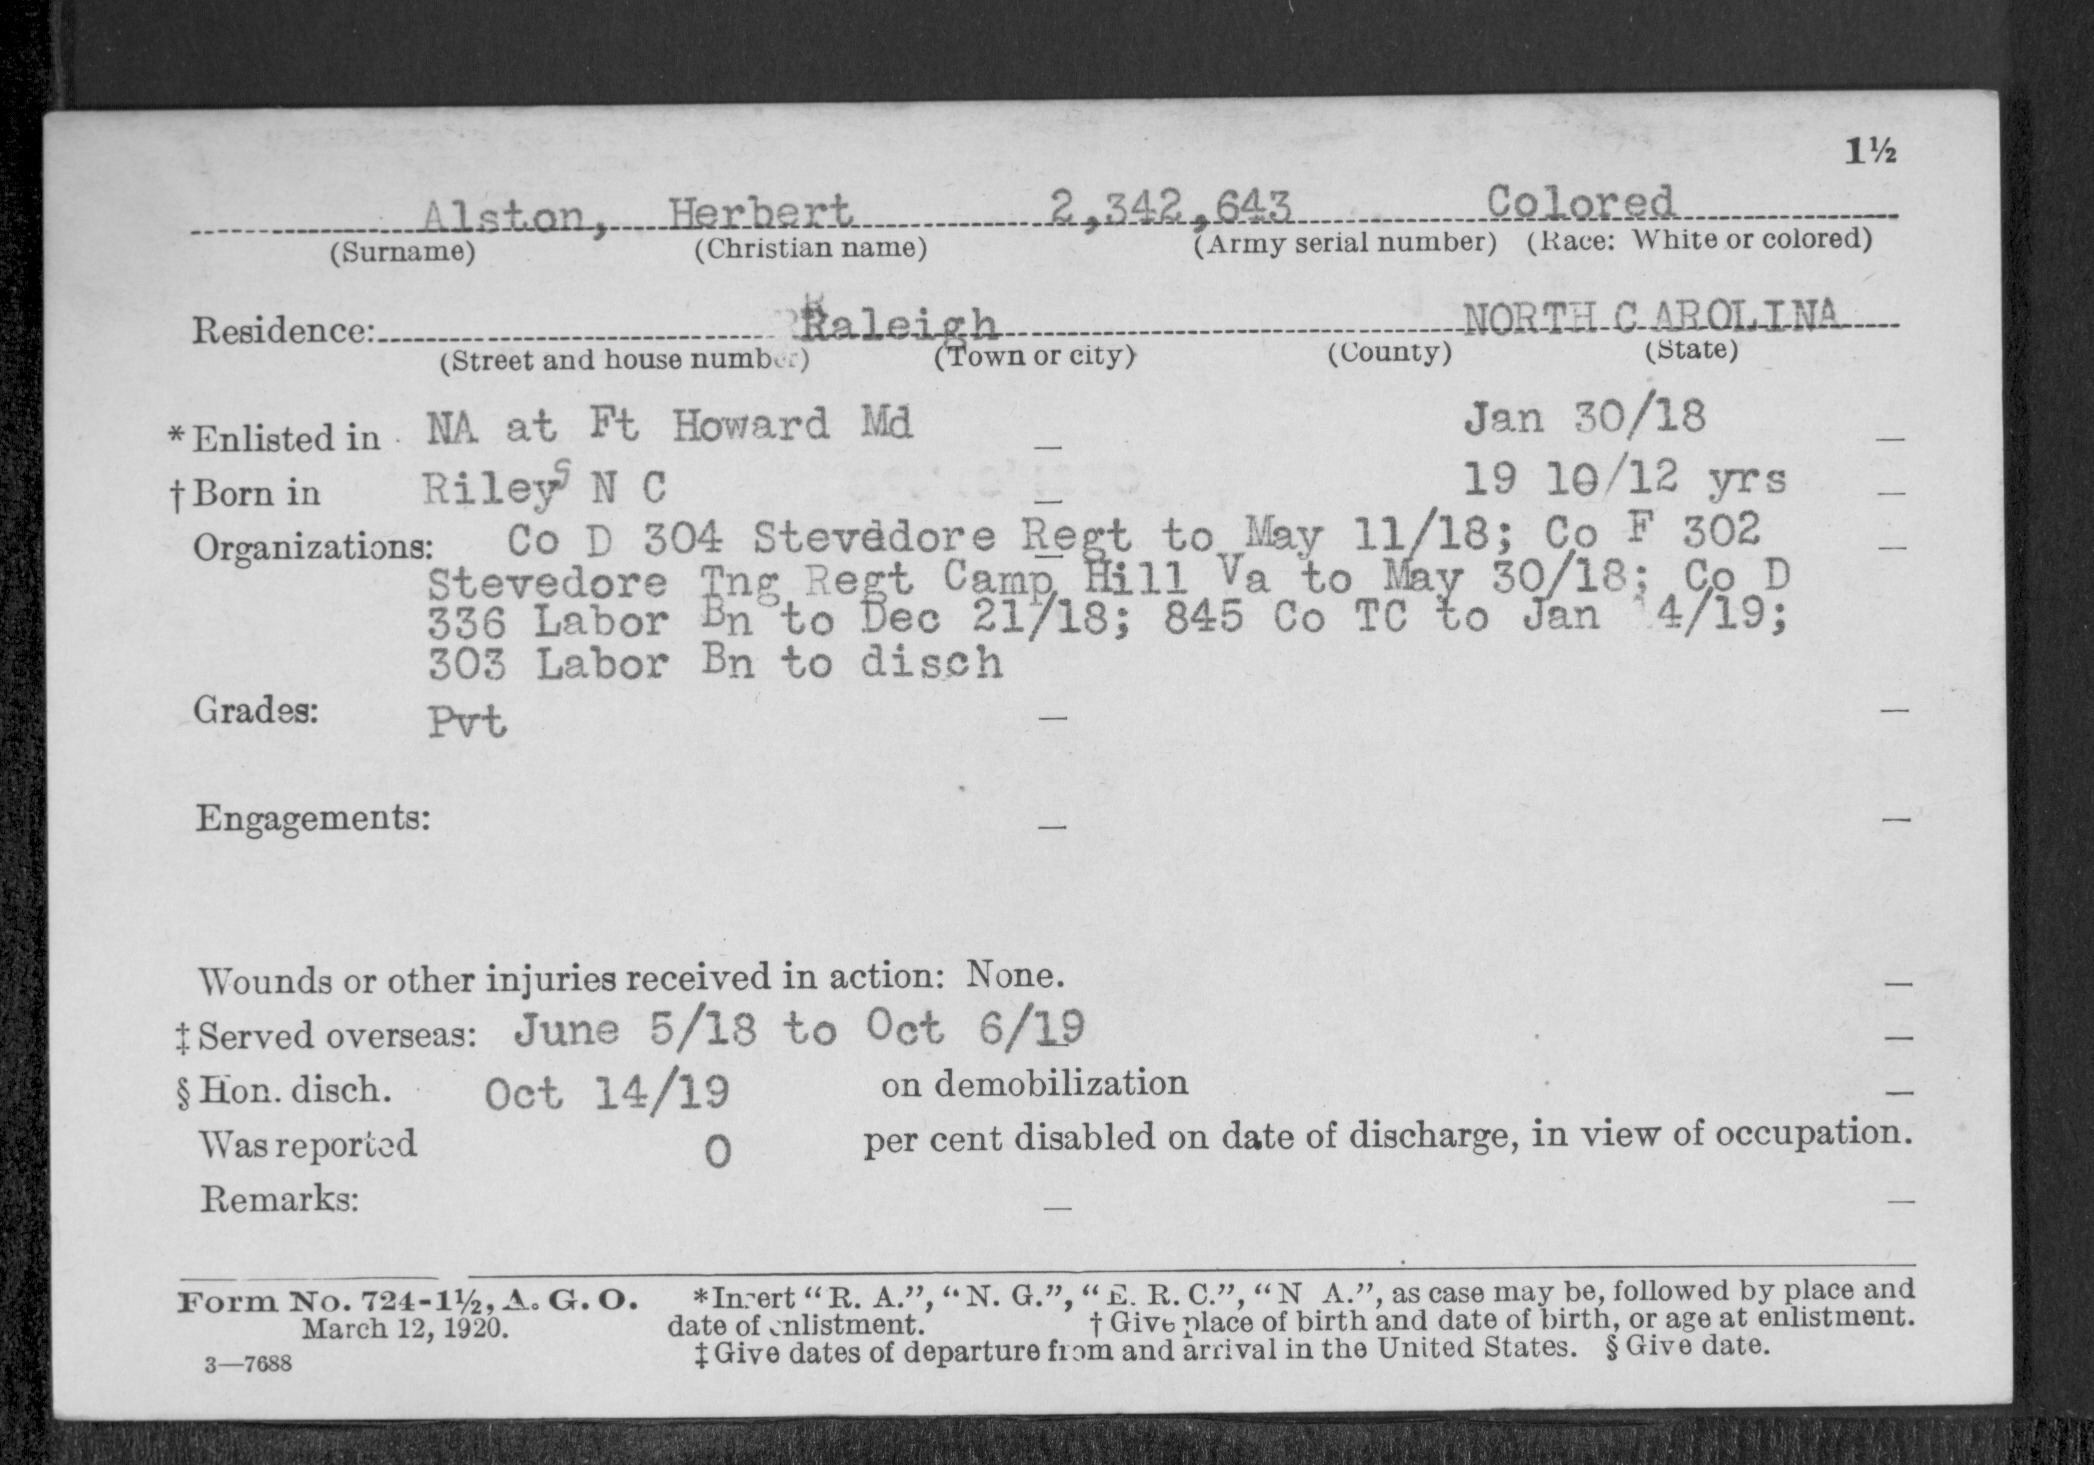 1½
Alston, Herbert 2,342,643 Colored
(Surname) (Christian name) (Army serial number) (Race: White or colored)
Residence: Raleigh NORTH CAROLINA
(Street and house number) (Town or city) (County) (State)
*Enlisted in NA at Ft Howard Md Jan 30/18
†Born in Rileys N C 19 10/12 yrs
Organizations: Co D 304 Stevedore Regt to May 11/18; Co F 302
Stevedore Tng Regt Camp Hill Va to May 30/18; Co D
336 Labor Bn to Dec 21/18; 845 Co TC to Jan 4/19;
303 Labor Bn to disch
Grades: Pvt
Engagements:
Wounds or other injuries received in action: None.
‡Served overseas: June 5/18 to Oct 6/19
§Hon. disch. Oct 14/19 on demobilization
Was reported 0 per cent disabled on date of discharge, in view of occupation.
Remarks:
Form No. 724-1½, A. G. O. *Insert "R. A.", "N. G.", "E. R. C.", "N A.", as case may be, followed by place and
March 12, 1920. date of enlistment. †Give place of birth and date of birth, or age at enlistment.
3—7688 ‡Give dates of departure from and arrival in the United States. §Give date.